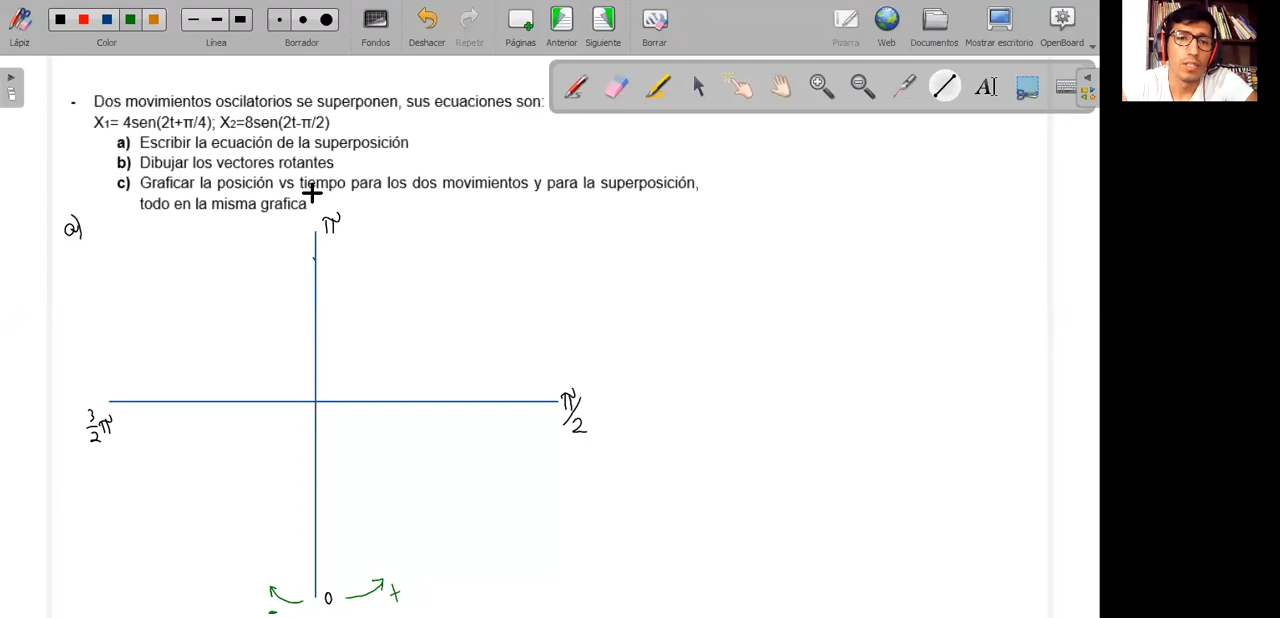 Lápiz
Color
Línea
Borrador
Fondos
Deshacer
Repetir
Páginas
Anterior
Siguiente
Borrar
Pizarra
Web
Documentos
Mostrar escritorio
OpenBoard
- Dos movimientos oscilatorios se superponen, sus ecuaciones son:
X1= 4sen(2t+π/4); X2=8sen(2t-π/2)
a) Escribir la ecuación de la superposición
b) Dibujar los vectores rotantes
c) Graficar la posición vs tiempo para los dos movimientos y para la superposición,
todo en la misma grafica
a)
π
3/2 π
π/2
0
+
-